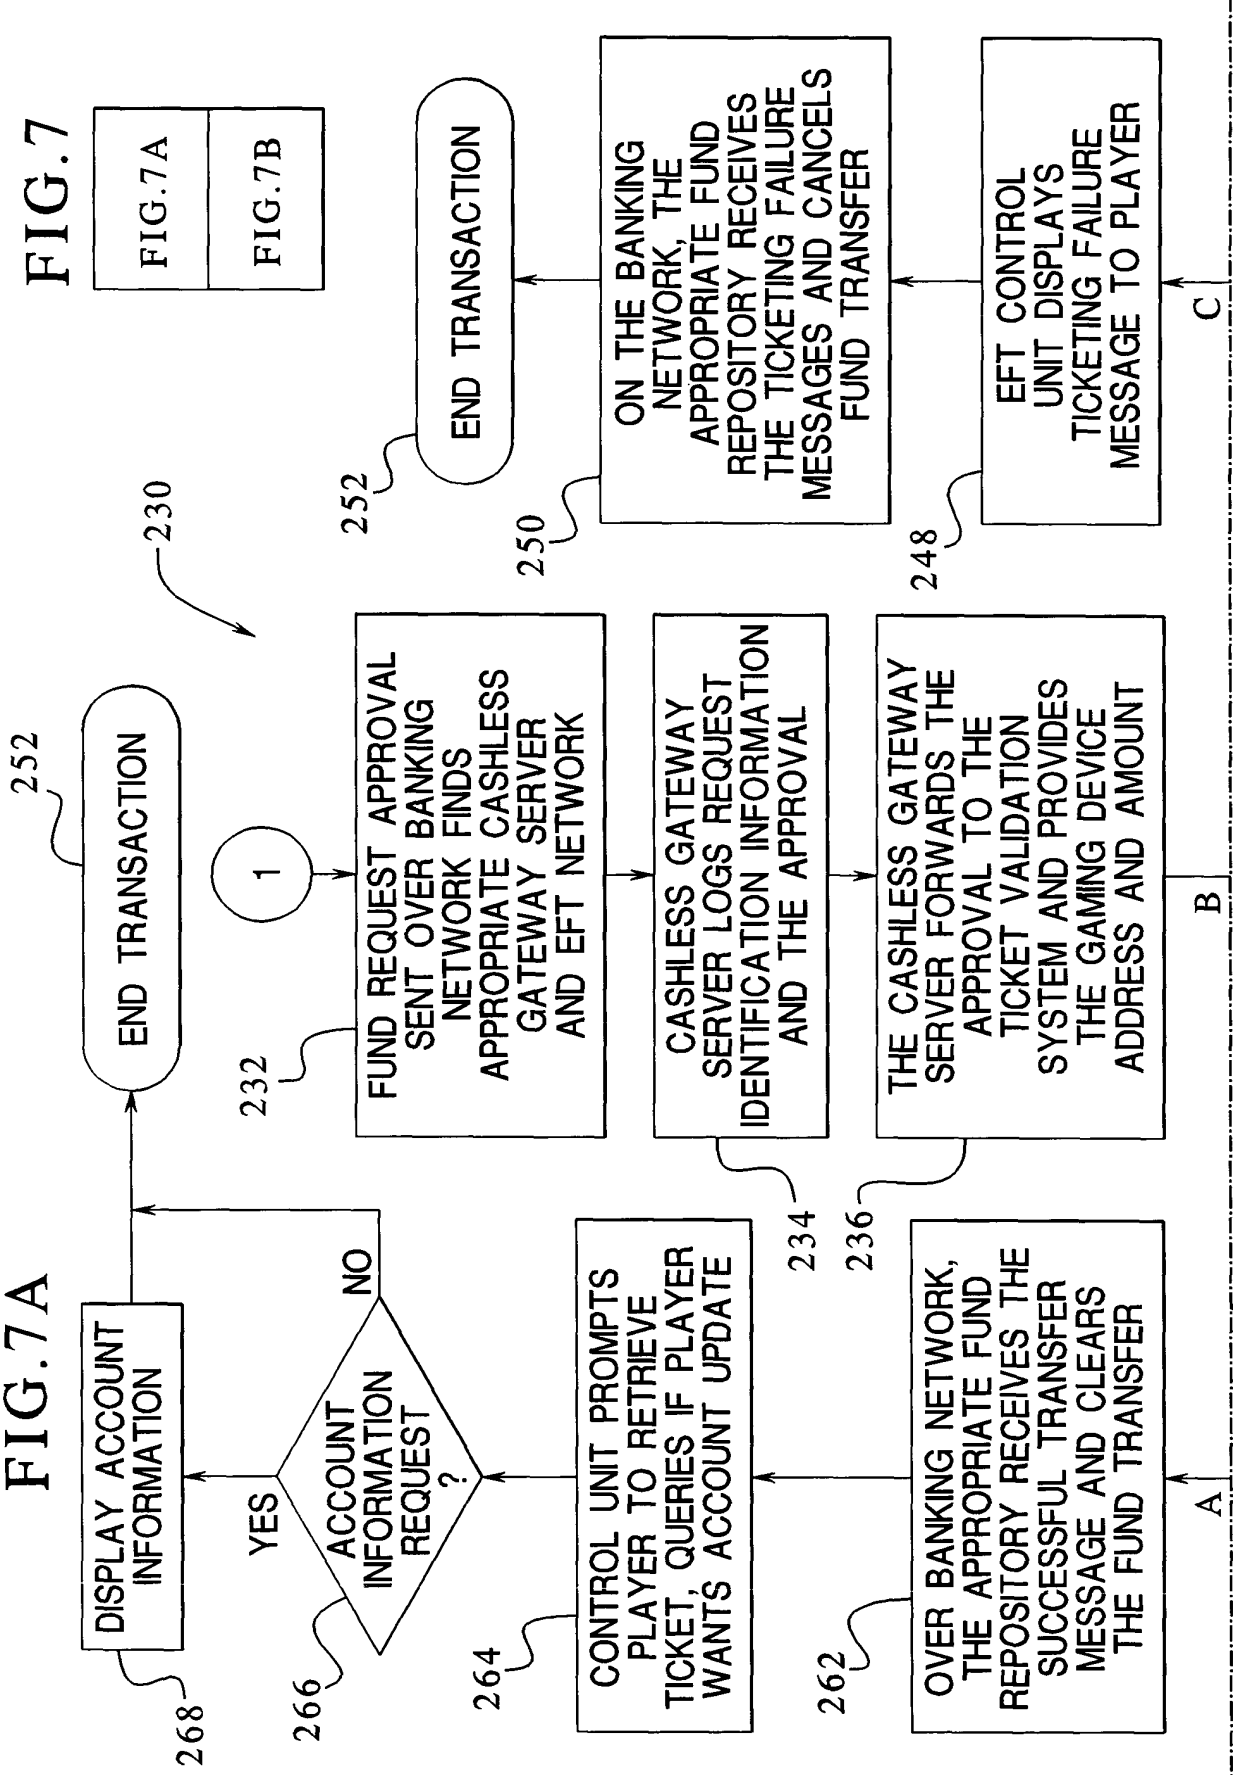 FIG.7A
DISPLAY ACCOUNT
INFORMATION
268
YES
NO
ACCOUNT
INFORMATION
REQUEST
?
266
CONTROL UNIT PROMPTS
PLAYER TO RETRIEVE
TICKET, QUERIES IF PLAYER
WANTS ACCOUNT UPDATE
264
OVER BANKING NETWORK,
THE APPROPRIATE FUND
REPOSITORY RECEIVES THE
SUCCESSFUL TRANSFER
MESSAGE AND CLEARS
THE FUND TRANSFER
262
A
252
END TRANSACTION
230
1
FUND REQUEST APPROVAL
SENT OVER BANKING
NETWORK FINDS
APPROPRIATE CASHLESS
GATEWAY SERVER
AND EFT NETWORK
232
CASHLESS GATEWAY
SERVER LOGS REQUEST
IDENTIFICATION INFORMATION
AND THE APPROVAL
234
THE CASHLESS GATEWAY
SERVER FORWARDS THE
APPROVAL TO THE
TICKET VALIDATION
SYSTEM AND PROVIDES
THE GAMING DEVICE
ADDRESS AND AMOUNT
236
B
FIG.7
FIG.7A
FIG.7B
END TRANSACTION
252
ON THE BANKING
NETWORK, THE
APPROPRIATE FUND
REPOSITORY RECEIVES
THE TICKETING FAILURE
MESSAGES AND CANCELS
FUND TRANSFER
250
EFT CONTROL
UNIT DISPLAYS
TICKETING FAILURE
MESSAGE TO PLAYER
248
C